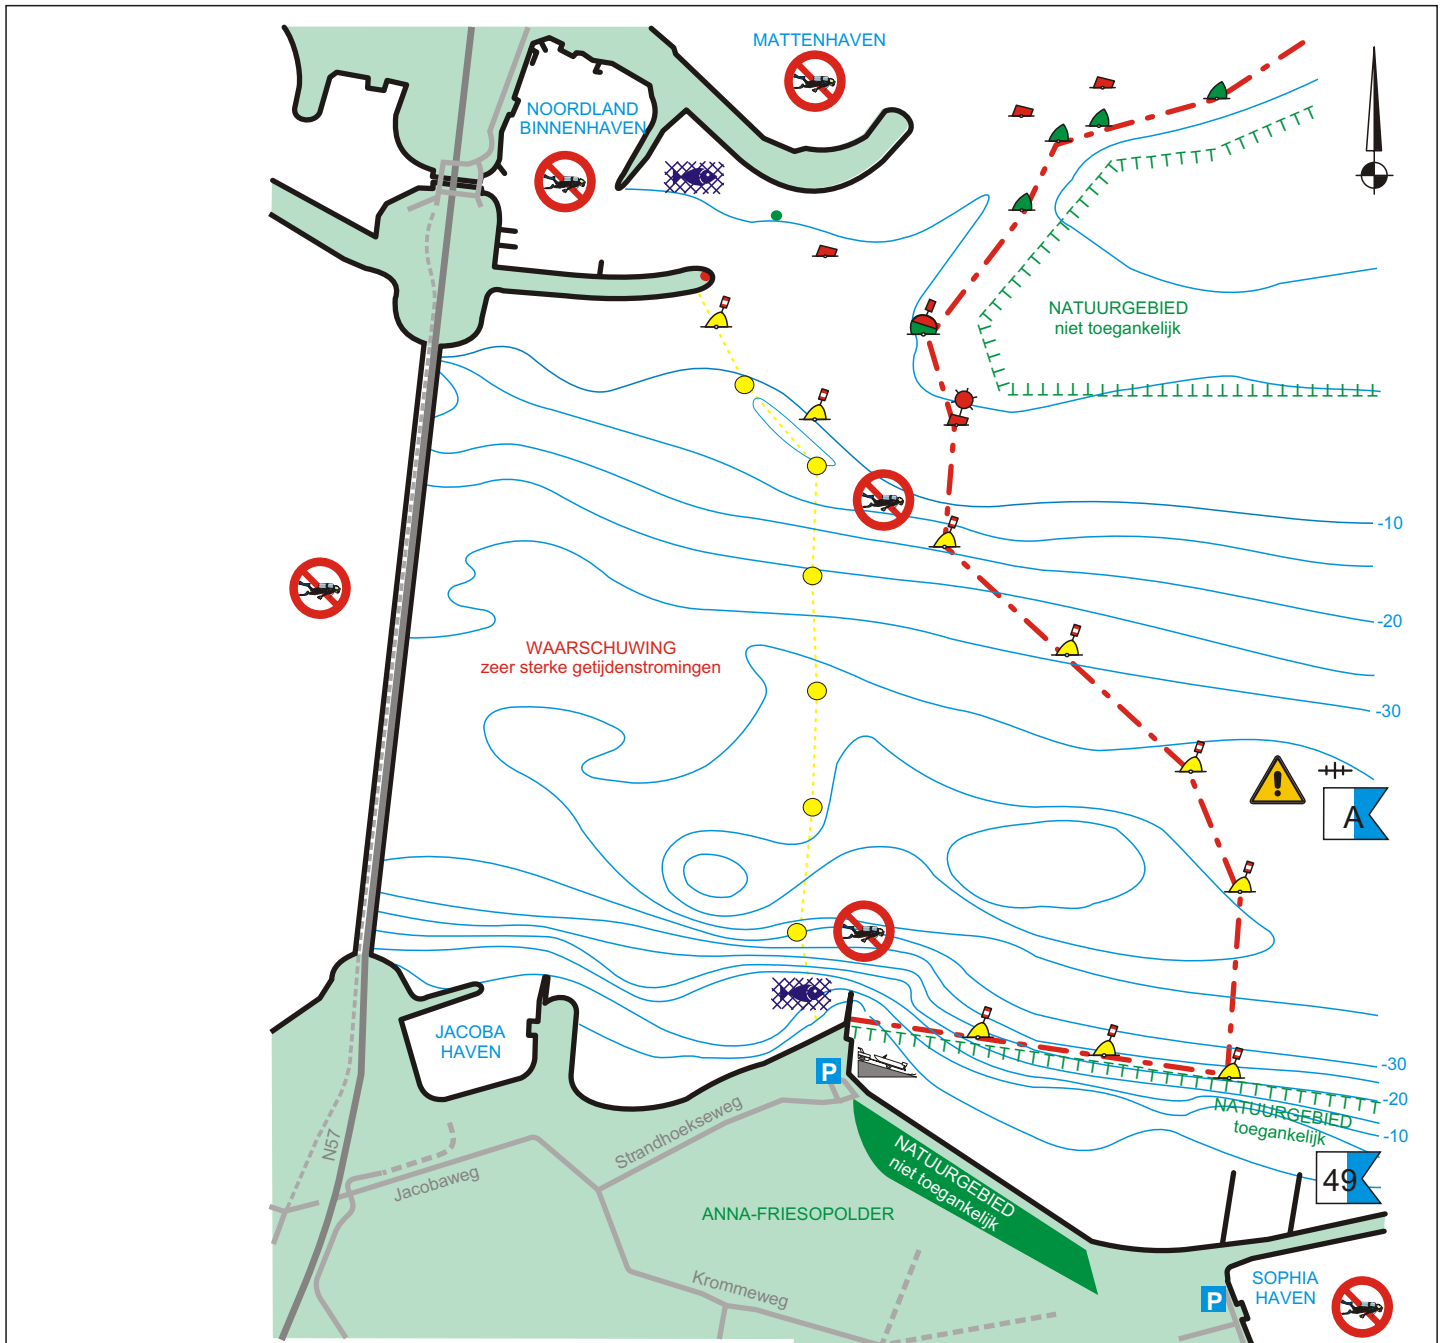 MATTENHAVEN
NOORDLAND
BINNENHAVEN
NATUURGEBIED
niet toegankelijk
-10
-20
WAARSCHUWING
zeer sterke getijdenstromingen
-30
!
A
JACOBA
HAVEN
P
-30
-20
NATUURGEBIED
toegankelijk
-10
N57
Strandhoekseweg
Jacobaweg
NATUURGEBIED
niet toegankelijk
49
ANNA-FRIESOPOLDER
Krommeweg
SOPHIA
HAVEN
P